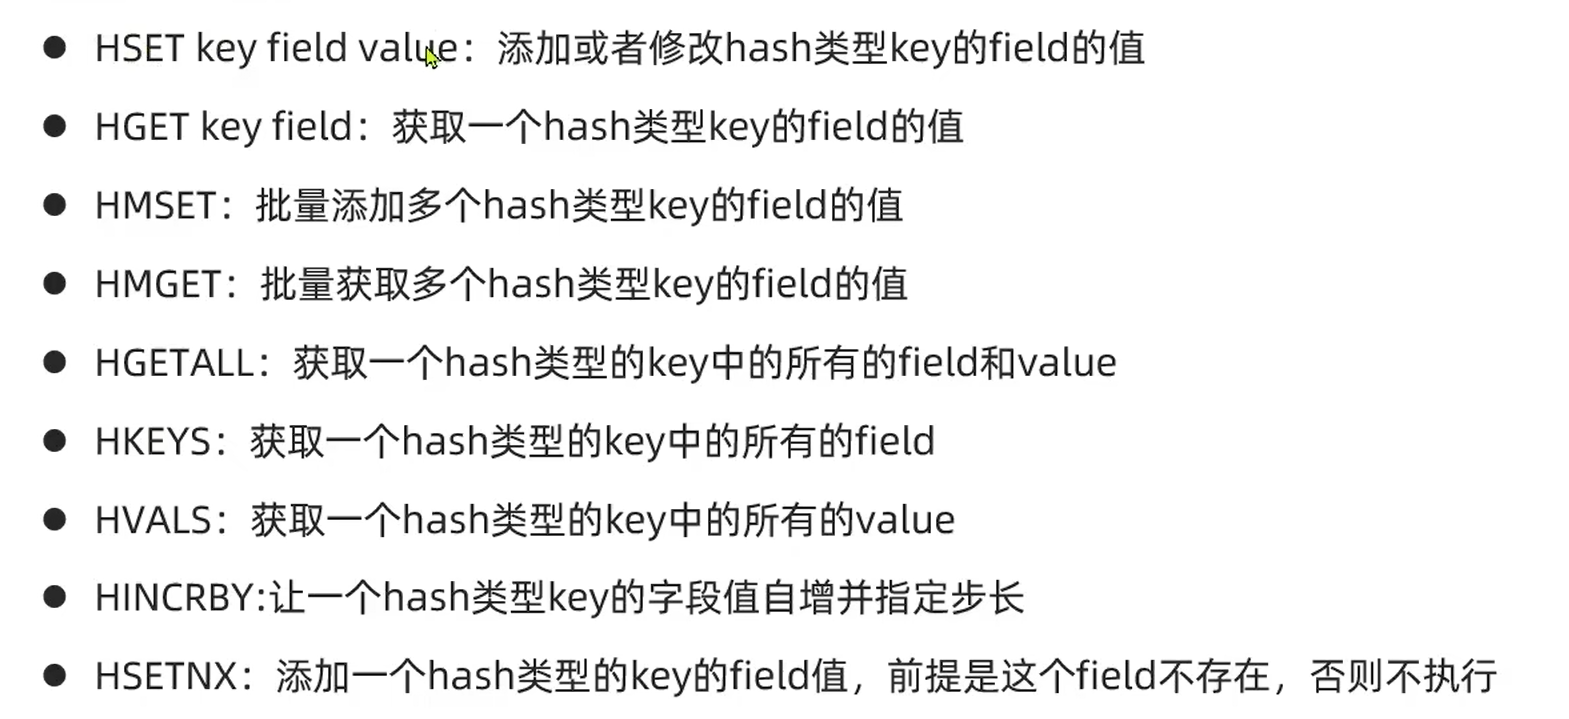 ● HSET key field value：添加或者修改hash类型key的field的值
● HGET key field：获取一个hash类型key的field的值
● HMSET：批量添加多个hash类型key的field的值
● HMGET：批量获取多个hash类型key的field的值
● HGETALL：获取一个hash类型的key中的所有的field和value
● HKEYS：获取一个hash类型的key中的所有的field
● HVALS：获取一个hash类型的key中的所有的value
● HINCRBY:让一个hash类型key的字段值自增并指定步长
● HSETNX：添加一个hash类型的key的field值，前提是这个field不存在，否则不执行